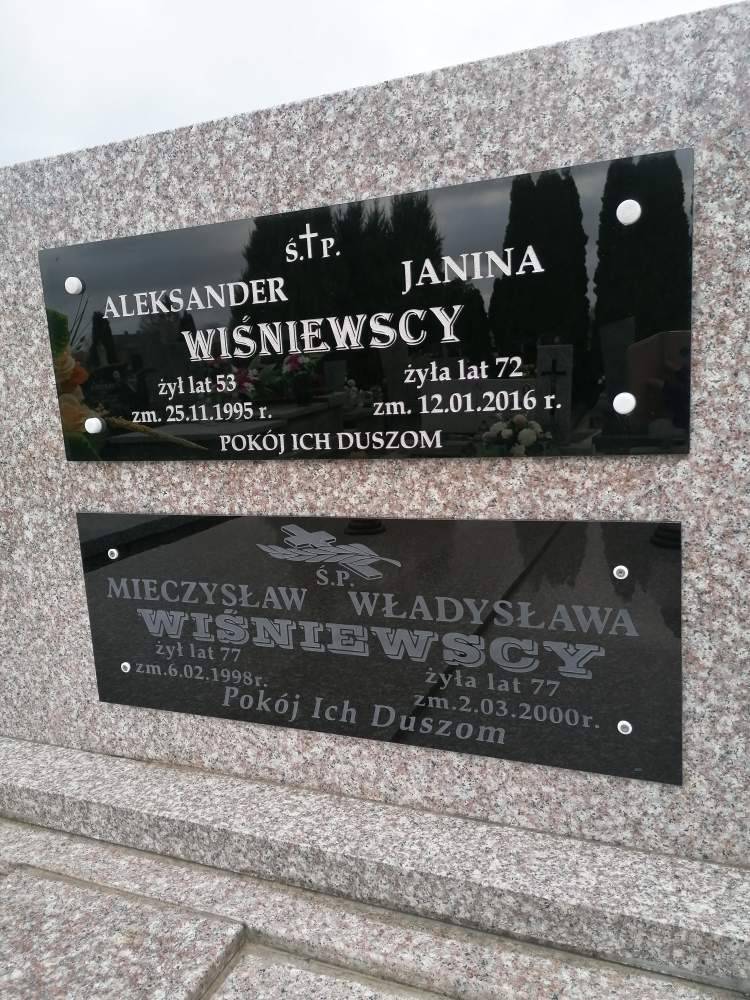 Ś.P.
ALEKSANDER JANINA
WIŚNIEWSCY
żył lat 53 żyła lat 72
zm. 25.11.1995 r. zm. 12.01.2016 r.
POKÓJ ICH DUSZOM
Ś.P.
MIECZYSŁAW WŁADYSŁAWA
WIŚNIEWSCY
żył lat 77 żyła lat 77
zm.6.02.1998r. zm.2.03.2000r.
Pokój Ich Duszom